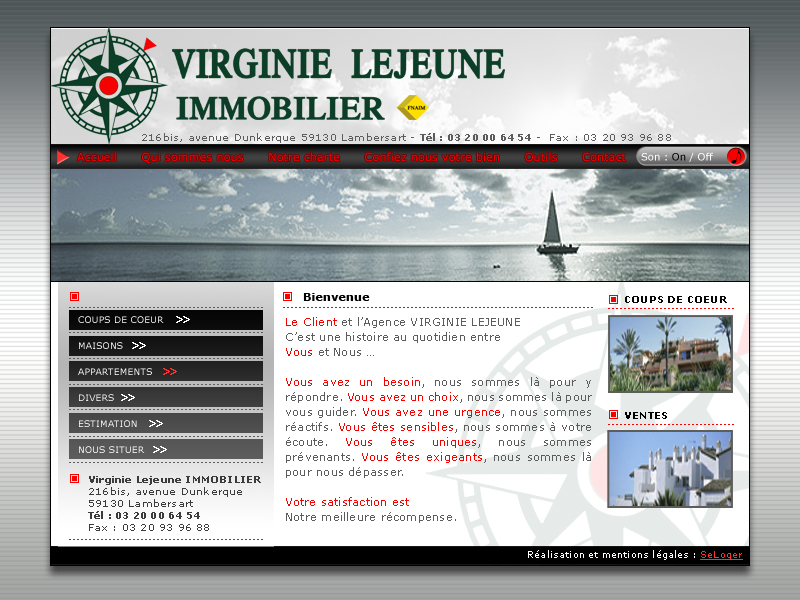 VIRGINIE LEJEUNE
IMMOBILIER
FNAIM
216bis, avenue Dunkerque 59130 Lambersart - Tél : 03 20 00 64 54 - Fax : 03 20 93 96 88
Accueil Qui sommes nous Notre charte Confiez nous votre bien Outils Contact Son : On / Off
COUPS DE COEUR >>
MAISONS >>
APPARTEMENTS >>
DIVERS >>
ESTIMATION >>
NOUS SITUER >>
Virginie Lejeune IMMOBILIER
216bis, avenue Dunkerque
59130 Lambersart
Tél : 03 20 00 64 54
Fax : 03 20 93 96 88
Bienvenue
Le Client et l'Agence VIRGINIE LEJEUNE
C'est une histoire au quotidien entre
Vous et Nous ...
Vous avez un besoin, nous sommes là pour y
répondre. Vous avez un choix, nous sommes là pour
vous guider. Vous avez une urgence, nous sommes
réactifs. Vous êtes sensibles, nous sommes à votre
écoute. Vous êtes uniques, nous sommes
prévenants. Vous êtes exigeants, nous sommes là
pour nous dépasser.
Votre satisfaction est
Notre meilleure récompense.
COUPS DE COEUR
VENTES
Réalisation et mentions légales : SeLoger